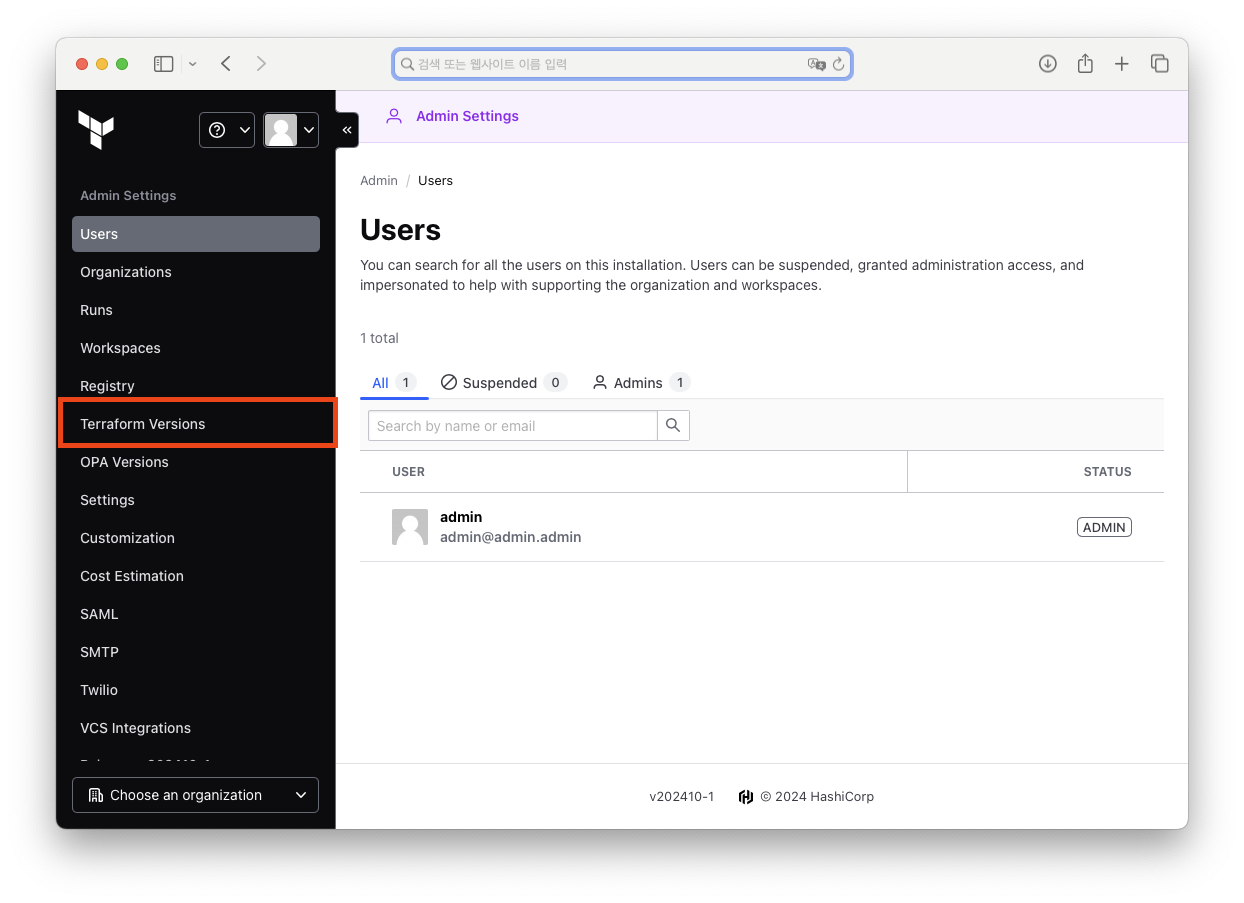 검색 또는 웹사이트 이름 입력
Admin Settings
Admin Settings
Users
Organizations
Runs
Workspaces
Registry
Terraform Versions
OPA Versions
Settings
Customization
Cost Estimation
SAML
SMTP
Twilio
VCS Integrations
Choose an organization
Admin / Users
Users
You can search for all the users on this installation. Users can be suspended, granted administration access, and
impersonated to help with supporting the organization and workspaces.
1 total
All 1 Suspended 0 Admins 1
Search by name or email
USER STATUS
admin
admin@admin.admin
ADMIN
v202410-1 © 2024 HashiCorp